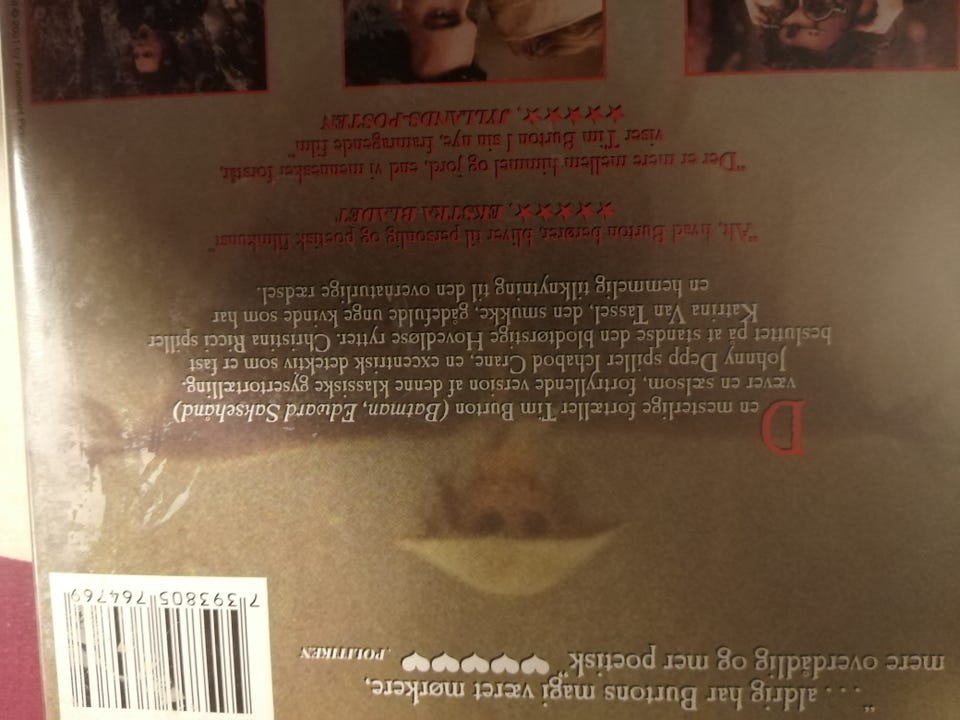 “. . . aldrig har Burtons magi været mørkere,
mere overdådig og mer poetisk”
, POLITIKEN
7 393805 764769
Den mesterlige fortæller Tim Burton (Batman, Edward Saksehånd)
væver en sælsom, fortryllende version af denne klassiske gysertortælling.
Johnny Depp spiller Ichabod Crane, en excentrisk detektiv som er fast
besluttet på at standse den blodtørstige Hovedløse rytter. Christina Ricci spiller
Katrina Van Tassel, den smukke, gådefulde unge kvinde som har
en hemmelig tilknytning til den overnaturlige rædsel.
“Alt, hvad Burton berører, bliver til personlig og poetisk filmkunst”
★★★★★, EKSTRA BLADET
“Der er mere mellem himmel og jord, end vi mennesker forstår,
viser Tim Burton I sin nye, framragende film”
★★★★★, JYLLANDS-POSTEN